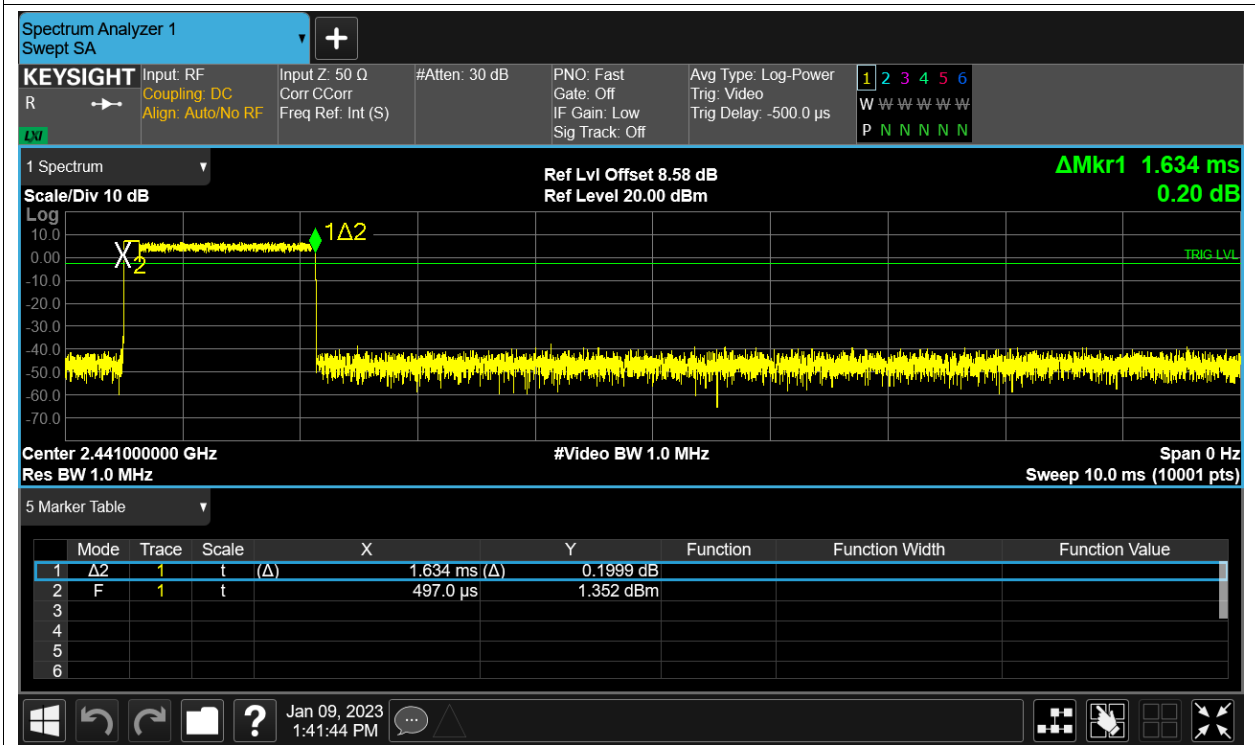 Spectrum Analyzer 1
Swept SA
KEYSIGHT Input: RF Input Z: 50 Ω #Atten: 30 dB PNO: Fast Avg Type: Log-Power 1 2 3 4 5 6
R Coupling: DC Corr CCorr Gate: Off Trig: Video W W W W W W
Align: Auto/No RF Freq Ref: Int (S) IF Gain: Low Trig Delay: -500.0 µs
LXI Sig Track: Off P N N N N N
1 Spectrum Ref Lvl Offset 8.58 dB ΔMkr1 1.634 ms
Scale/Div 10 dB Ref Level 20.00 dBm 0.20 dB
Log
10.0 1Δ2
0.00 X 2 TRIG LVL
-10.0
-20.0
-30.0
-40.0
-50.0
-60.0
-70.0
Center 2.441000000 GHz #Video BW 1.0 MHz Span 0 Hz
Res BW 1.0 MHz Sweep 10.0 ms (10001 pts)
5 Marker Table
Mode Trace Scale X Y Function Function Width Function Value
1 Δ2 1 t (Δ) 1.634 ms (Δ) 0.1999 dB
2 F 1 t 497.0 µs 1.352 dBm
3
4
5
6
? Jan 09, 2023
1:41:44 PM